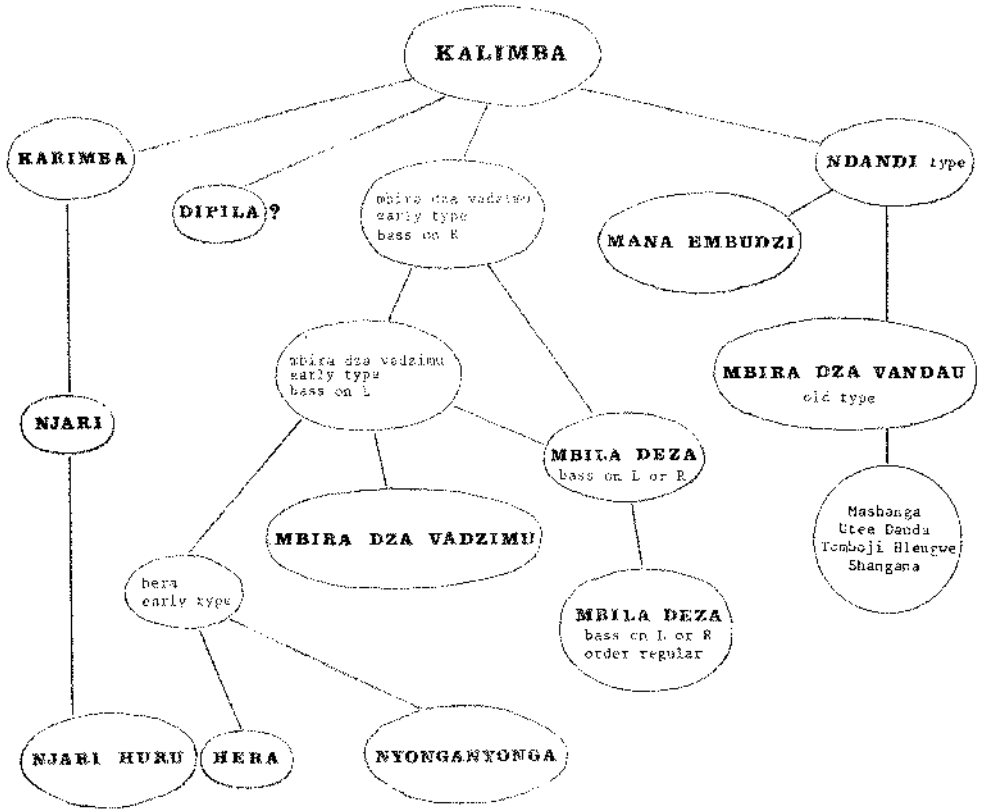 KALIMBA
KARIMBA
NDANDI type
DIPILA ?
mbira dza vadzimu
early type
bass on R
MANA EMBUDZI
mbira dza vadzimu
early type
bass on L
MBIRA DZA VANDAU
old type
NJARI
MBILA DEZA
bass on L or R
MBIRA DZA VADZIMU
Mashanga
Utee Danda
Tomboji Hlengwe
Shangana
hera
early type
MBILA DEZA
bass on L or R
order regular
NJARI HURU
HERA
NYONGANYONGA